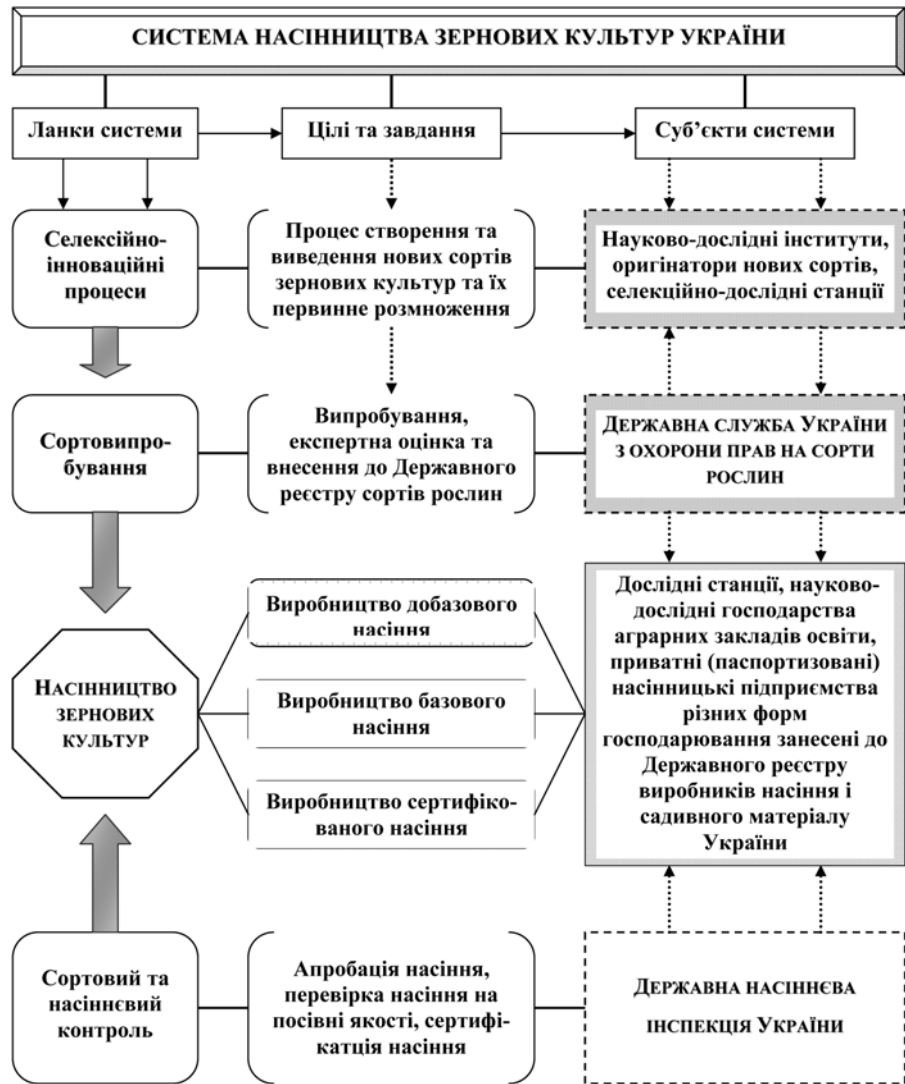 СИСТЕМА НАСІННИЦТВА ЗЕРНОВИХ КУЛЬТУР УКРАЇНИ
Ланки системи
Цілі та завдання
Суб’єкти системи
Селексійно-
інноваційні
процеси
Процес створення та
виведення нових сортів
зернових культур та їх
первинне розмноження
Науково-дослідні інститути,
оригінатори нових сортів,
селекційно-дослідні станції
Сортовипро-
бування
Випробування,
експертна оцінка та
внесення до Державного
реєстру сортів рослин
ДЕРЖАВНА СЛУЖБА УКРАЇНИ
З ОХОРОНИ ПРАВ НА СОРТИ
РОСЛИН
НАСІННИЦТВО
ЗЕРНОВИХ
КУЛЬТУР
Виробництво добазового
насіння
Виробництво базового
насіння
Виробництво сертифіко-
ваного насіння
Дослідні станції, науково-
дослідні господарства
аграрних закладів освіти,
приватні (паспортизовані)
насінницькі підприємства
різних форм
господарювання занесені до
Державного реєстру
виробників насіння і
садивного матеріалу
України
Сортовий та
насіннєвий
контроль
Апробація насіння,
перевірка насіння на
посівні якості, сертифі-
катція насіння
ДЕРЖАВНА НАСІННЄВА
ІНСПЕКЦІЯ УКРАЇНИ